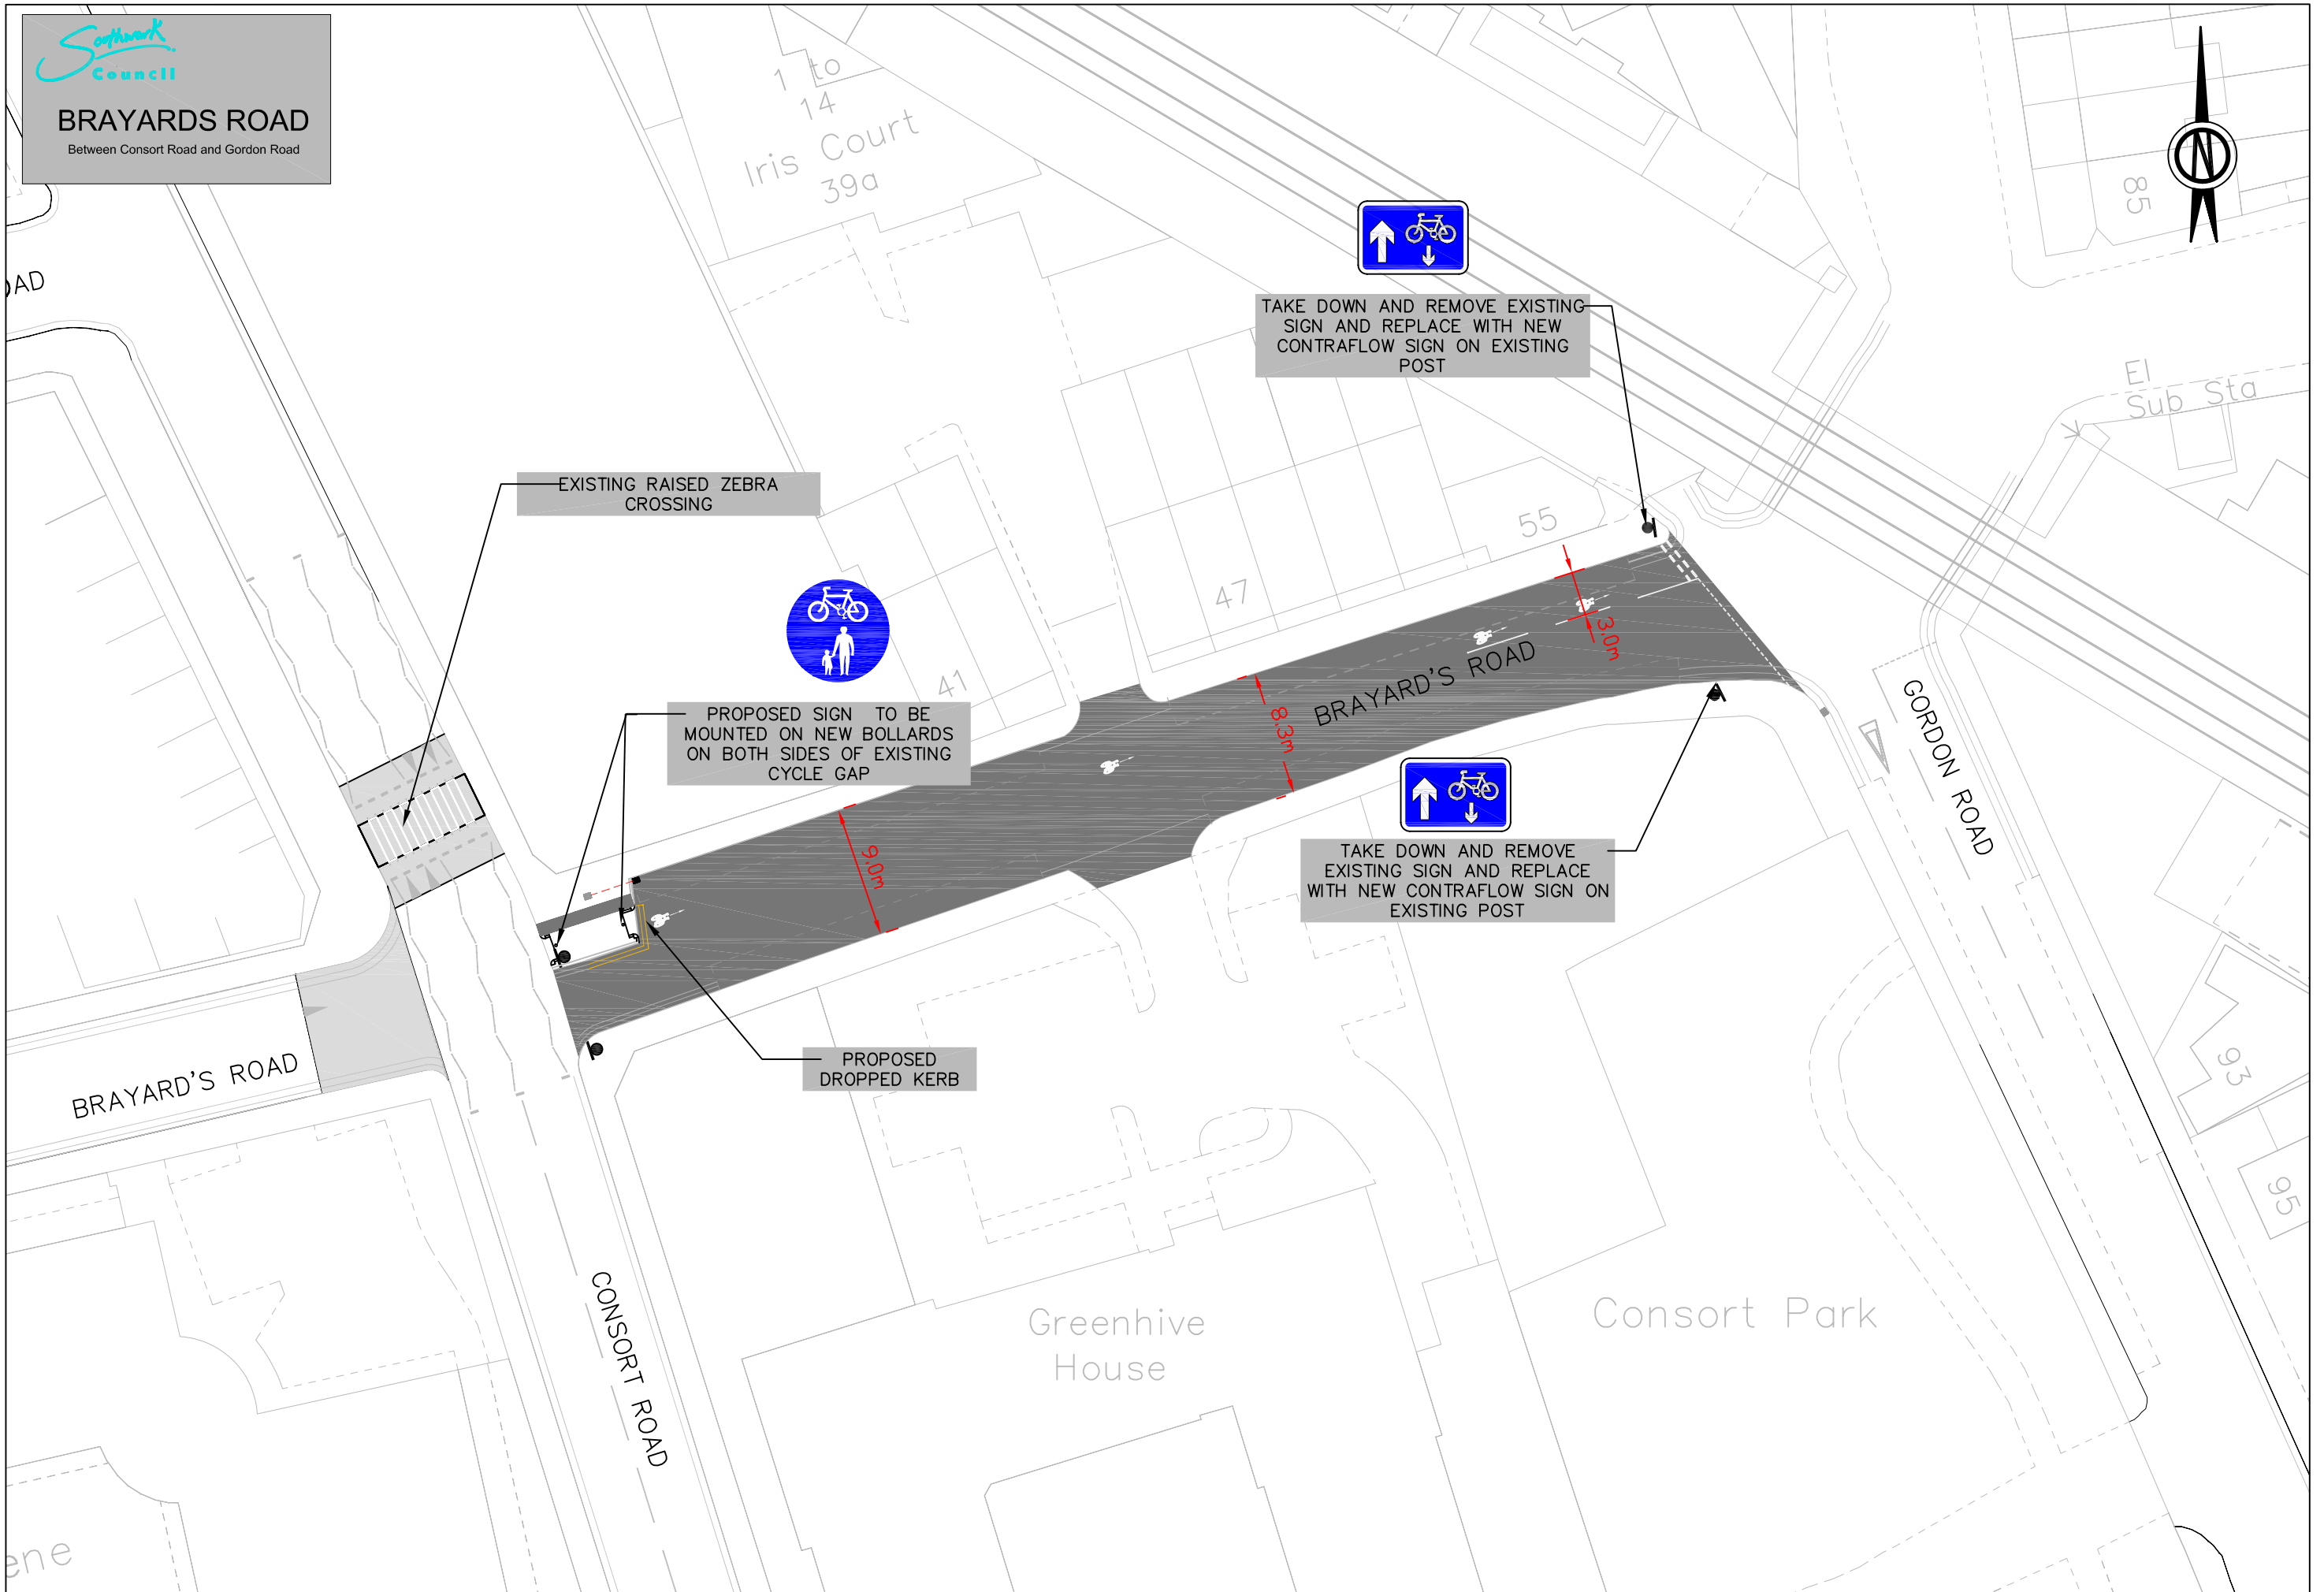 Southwark
Council
BRAYARDS ROAD
Between Consort Road and Gordon Road
1 to
14
Iris Court
39a
N
85
TAKE DOWN AND REMOVE EXISTING
SIGN AND REPLACE WITH NEW
CONTRAFLOW SIGN ON EXISTING
POST
El
Sub Sta
EXISTING RAISED ZEBRA
CROSSING
55
47
41
3.0m
BRAYARD'S ROAD
8.3m
PROPOSED SIGN TO BE
MOUNTED ON NEW BOLLARDS
ON BOTH SIDES OF EXISTING
CYCLE GAP
GORDON ROAD
9.0m
TAKE DOWN AND REMOVE
EXISTING SIGN AND REPLACE
WITH NEW CONTRAFLOW SIGN ON
EXISTING POST
PROPOSED
DROPPED KERB
BRAYARD'S ROAD
93
95
CONSORT ROAD
Greenhive
House
Consort Park